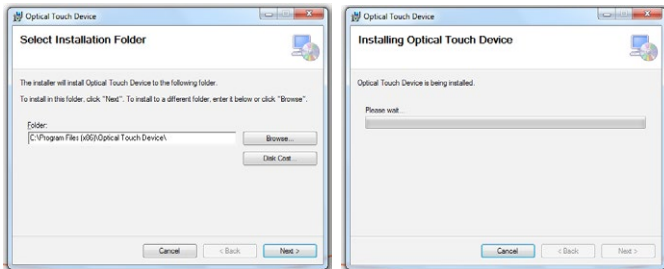 Optical Touch Device
Select Installation Folder
The installer will install Optical Touch Device to the following folder.
To install in this folder, click "Next". To install to a different folder, enter it below or click "Browse".
Folder:
C:\Program Files (x86)\Optical Touch Device\
Browse...
Disk Cost...
Cancel
< Back
Next >
Optical Touch Device
Installing Optical Touch Device
Optical Touch Device is being installed.
Please wait...
Cancel
< Back
Next >